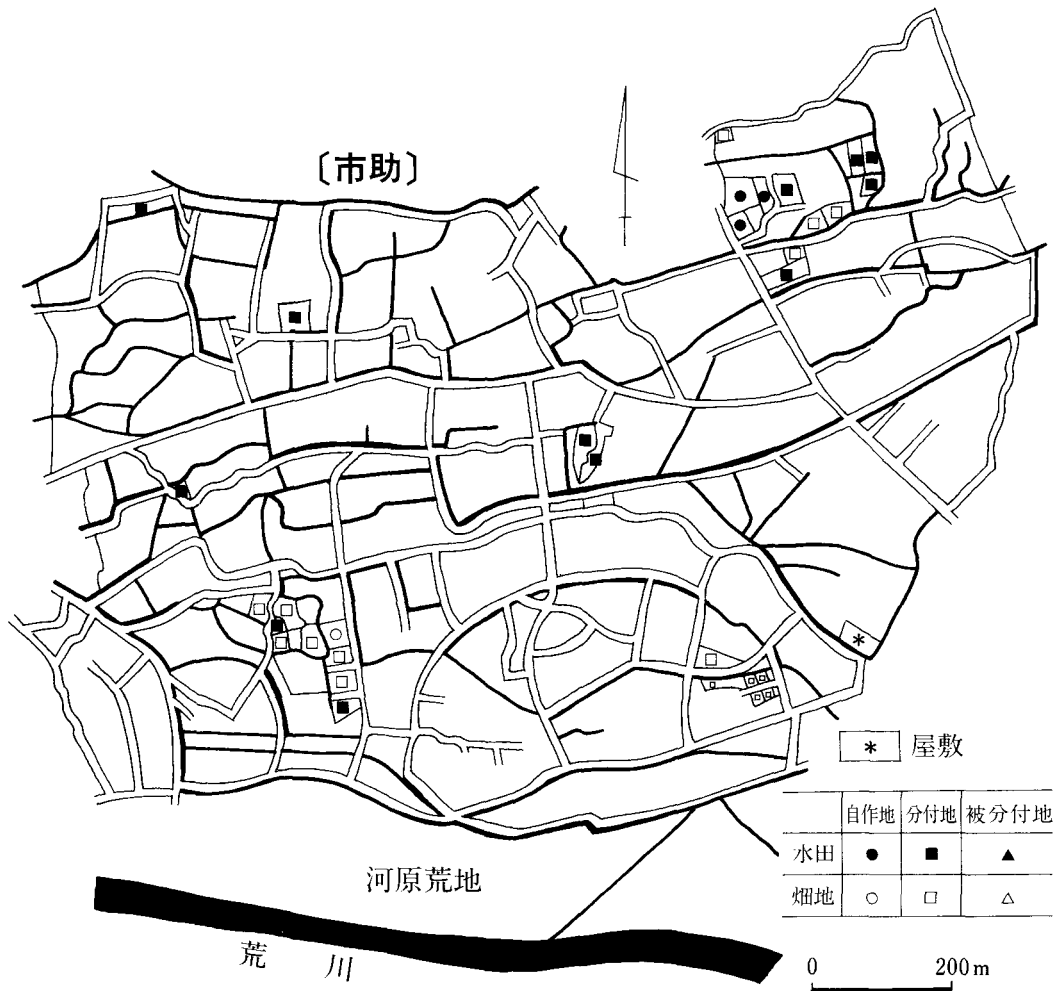 〔市助〕
* 屋敷
自作地 分付地 被分付地
水田 ● ■ ▲
畑地 ○ □ △
河原荒地
荒川
0 200m